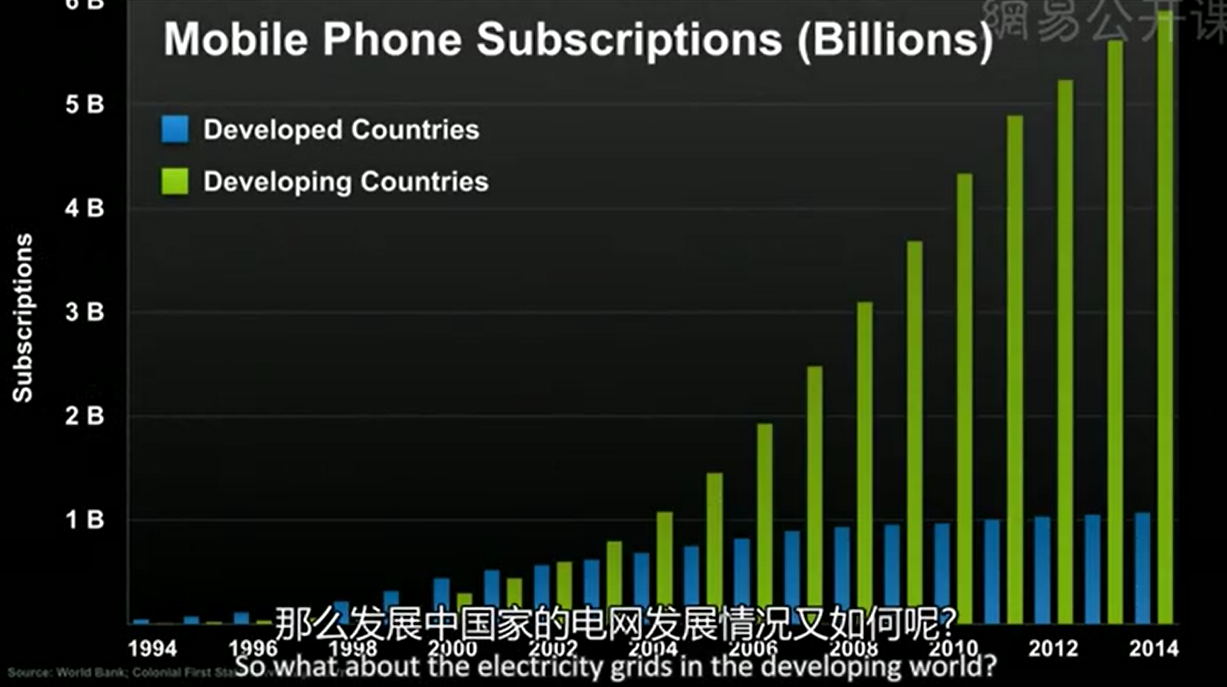 6 B
網易公开课
Mobile Phone Subscriptions (Billions)
5 B
Developed Countries
Developing Countries
4 B
Subscriptions
3 B
2 B
1 B
那么发展中国家的电网发展情况又如何呢?
1994 1996 1998 2000 2002 2004 2006 2008 2010 2012 2014
So what about the electricity grids in the developing world?
Source: World Bank; Colonial First